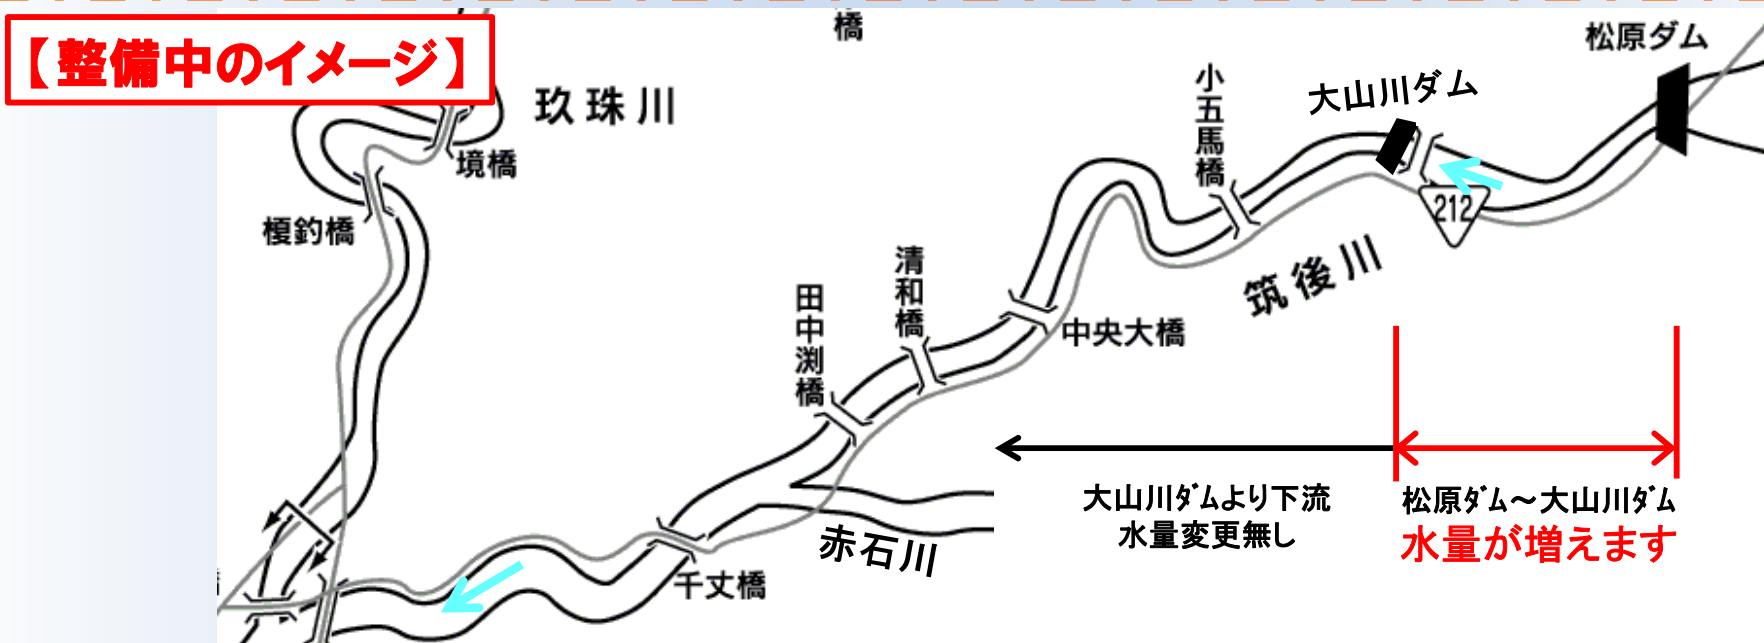 【整備中のイメージ】
橋
松原ダム
大山川ダム
小五馬橋
玖珠川
境橋
榎釣橋
212
筑後川
清和橋
田中渕橋
中央大橋
大山川ダムより下流
水量変更無し
松原ダム～大山川ダム
水量が増えます
赤石川
千丈橋